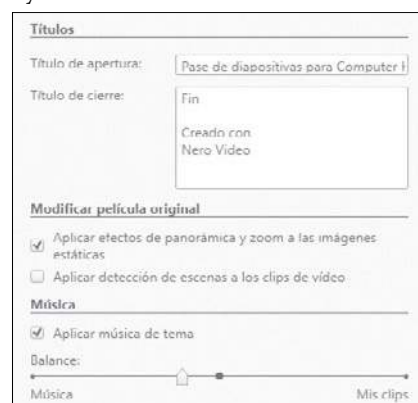 Títulos
Título de apertura: Pase de diapositivas para Computer
Título de cierre: Fin
Creado con
Nero Video
Modificar película original
Aplicar efectos de panorámica y zoom a las imágenes
estáticas
Aplicar detección de escenas a los clips de vídeo
Música
Aplicar música de tema
Balance:
Música Mis clips